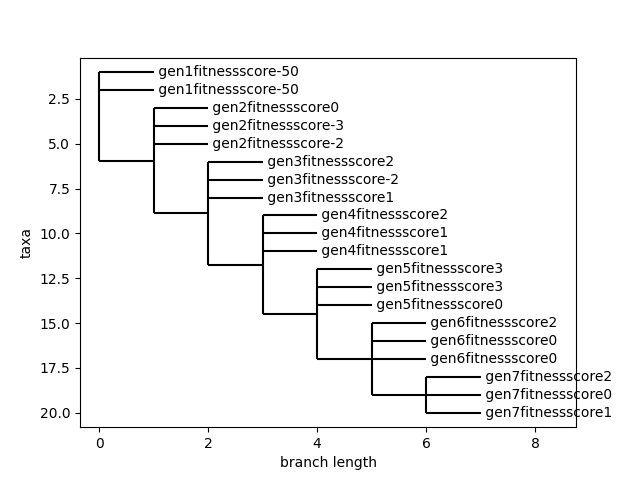 gen1fitnessscore-50
gen1fitnessscore-50
gen2fitnessscore0
gen2fitnessscore-3
gen2fitnessscore-2
gen3fitnessscore2
gen3fitnessscore-2
gen3fitnessscore1
gen4fitnessscore2
gen4fitnessscore1
gen4fitnessscore1
gen5fitnessscore3
gen5fitnessscore3
gen5fitnessscore0
gen6fitnessscore2
gen6fitnessscore0
gen6fitnessscore0
gen7fitnessscore2
gen7fitnessscore0
gen7fitnessscore1
2.5
5.0
7.5
10.0
12.5
15.0
17.5
20.0
taxa
0 2 4 6 8
branch length